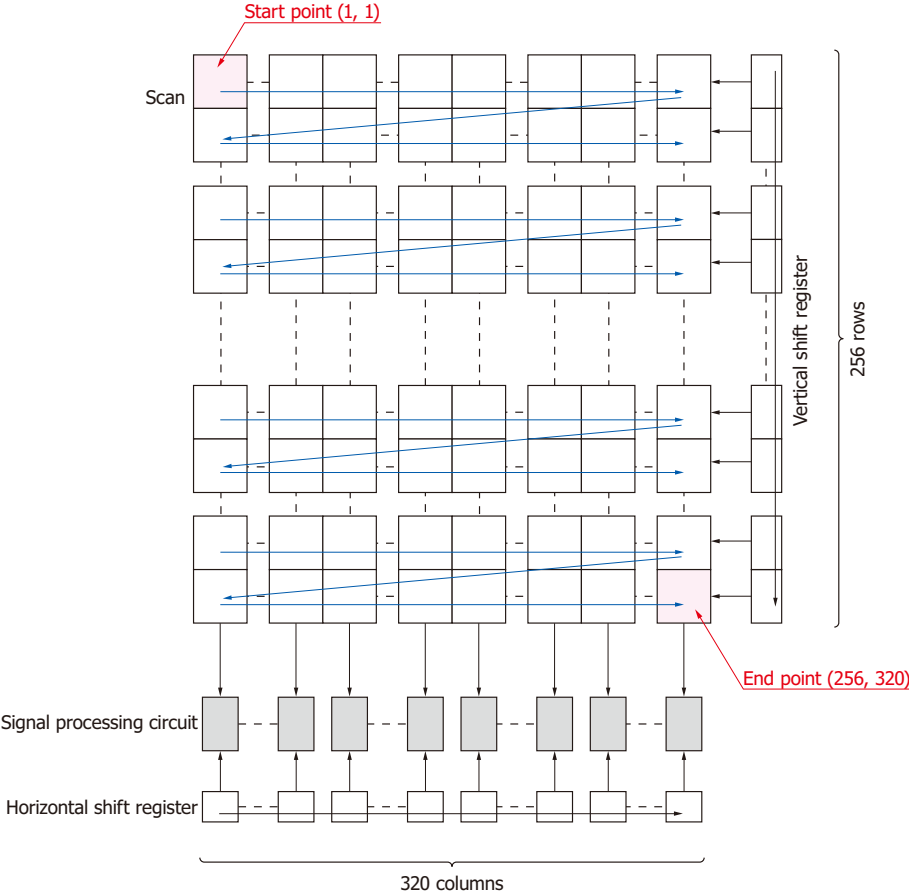 Start point (1, 1)
Scan
Vertical shift register
256 rows
End point (256, 320)
Signal processing circuit
Horizontal shift register
320 columns